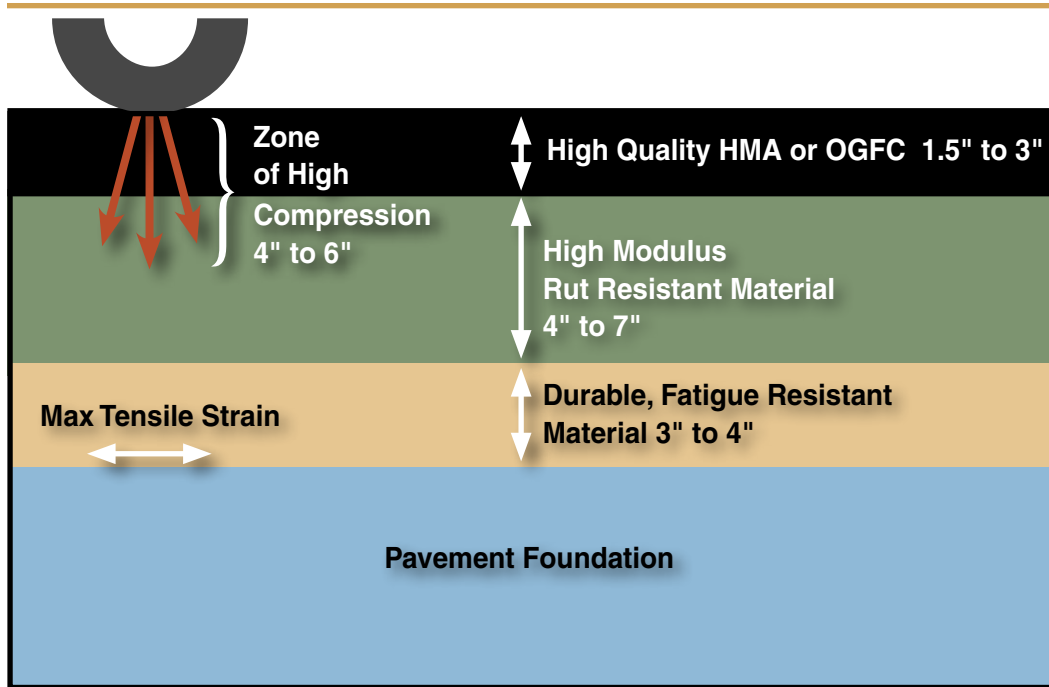 Zone
of High
Compression
4" to 6"
High Quality HMA or OGFC 1.5" to 3"
High Modulus
Rut Resistant Material
4" to 7"
Max Tensile Strain
Durable, Fatigue Resistant
Material 3" to 4"
Pavement Foundation